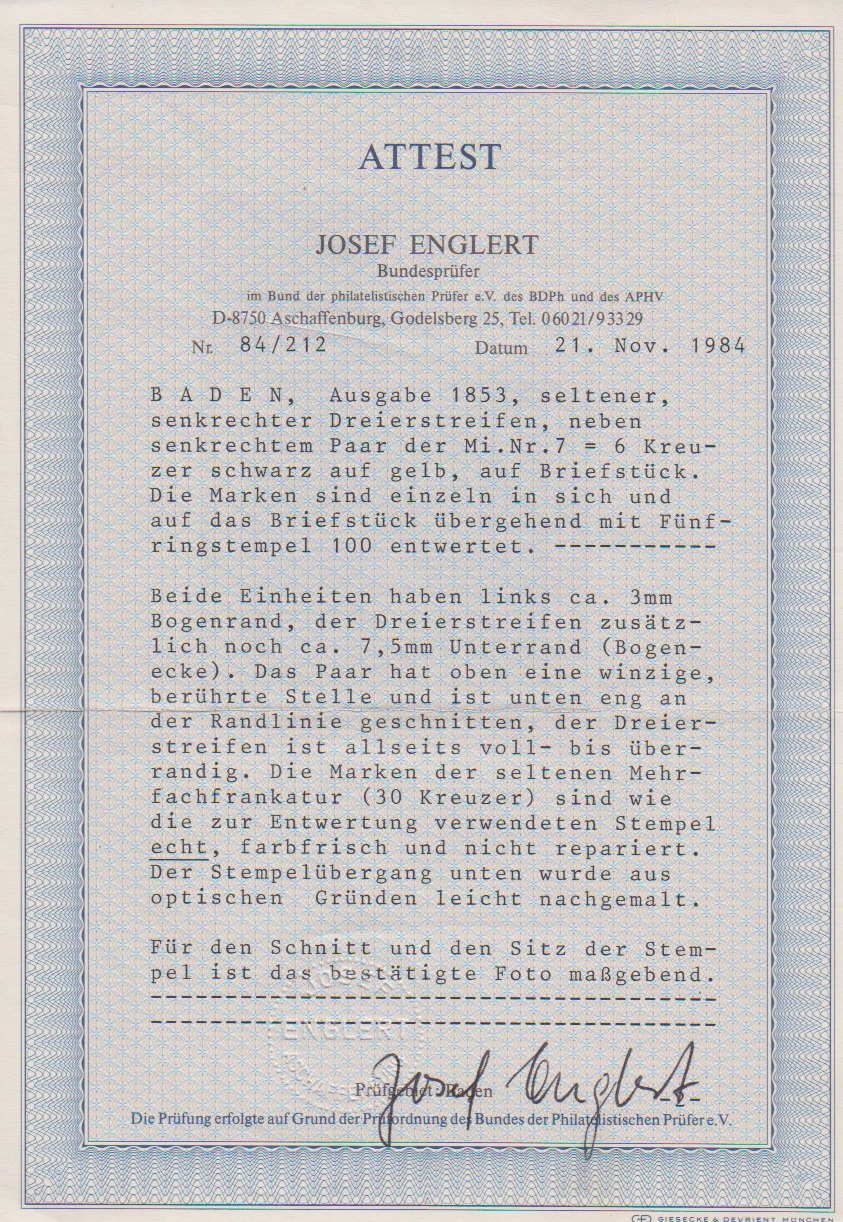 ATTEST
JOSEF ENGLERT
Bundesprüfer
im Bund der philatelistischen Prüfer e.V. des BDPh und des APHV
D-8750 Aschaffenburg, Godelsberg 25, Tel. 06021/93329
Nr. 84/212 Datum 21. Nov. 1984
B A D E N, Ausgabe 1853, seltener,
senkrechter Dreierstreifen, neben
senkrechtem Paar der Mi.Nr.7 = 6 Kreu-
zer schwarz auf gelb, auf Briefstück.
Die Marken sind einzeln in sich und
auf das Briefstück übergehend mit Fünf-
ringstempel 100 entwertet. -----------
Beide Einheiten haben links ca. 3mm
Bogenrand, der Dreierstreifen zusätz-
lich noch ca. 7,5mm Unterrand (Bogen-
ecke). Das Paar hat oben eine winzige,
berührte Stelle und ist unten eng an
der Randlinie geschnitten, der Dreier-
streifen ist allseits voll- bis über-
randig. Die Marken der seltenen Mehr-
fachfrankatur (30 Kreuzer) sind wie
die zur Entwertung verwendeten Stempel
echt, farbfrisch und nicht repariert.
Der Stempelübergang unten wurde aus
optischen Gründen leicht nachgemalt.
Für den Schnitt und den Sitz der Stem-
pel ist das bestätigte Foto maßgebend.
--------------------------------------
--------------------------------------
JOSEF
ENGLERT
Josef Englert
Prüfgebiet: Baden
-2-
Die Prüfung erfolgte auf Grund der Prüfordnung des Bundes der Philatelistischen Prüfer e.V.
GIESECKE & DEVRIENT MÜNCHEN